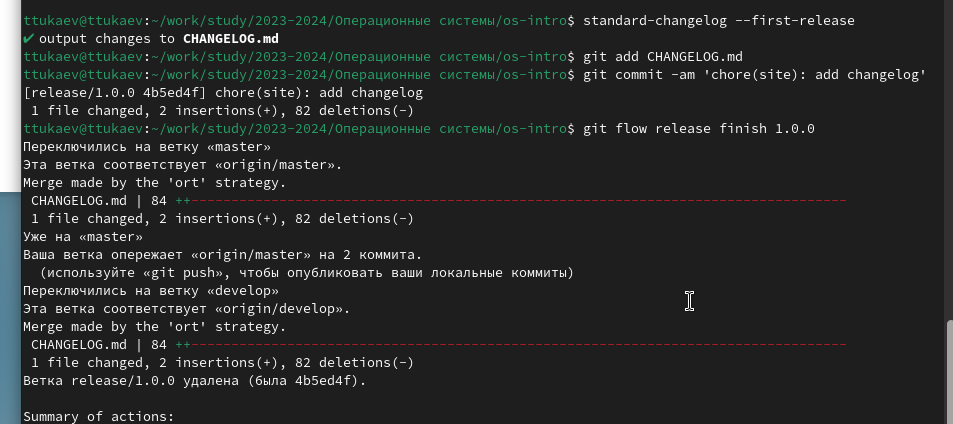 ttukaev@ttukaev:~/work/study/2023-2024/Операционные системы/os-intro$ standard-changelog --first-release
✔ output changes to CHANGELOG.md
ttukaev@ttukaev:~/work/study/2023-2024/Операционные системы/os-intro$ git add CHANGELOG.md
ttukaev@ttukaev:~/work/study/2023-2024/Операционные системы/os-intro$ git commit -am 'chore(site): add changelog'
[release/1.0.0 4b5ed4f] chore(site): add changelog
 1 file changed, 2 insertions(+), 82 deletions(-)
ttukaev@ttukaev:~/work/study/2023-2024/Операционные системы/os-intro$ git flow release finish 1.0.0
Переключились на ветку «master»
Эта ветка соответствует «origin/master».
Merge made by the 'ort' strategy.
 CHANGELOG.md | 84 ++----------------------------------------------------------------------------------
 1 file changed, 2 insertions(+), 82 deletions(-)
Уже на «master»
Ваша ветка опережает «origin/master» на 2 коммита.
  (используйте «git push», чтобы опубликовать ваши локальные коммиты)
Переключились на ветку «develop»
Эта ветка соответствует «origin/develop».
Merge made by the 'ort' strategy.
 CHANGELOG.md | 84 ++----------------------------------------------------------------------------------
 1 file changed, 2 insertions(+), 82 deletions(-)
Ветка release/1.0.0 удалена (была 4b5ed4f).
Summary of actions: